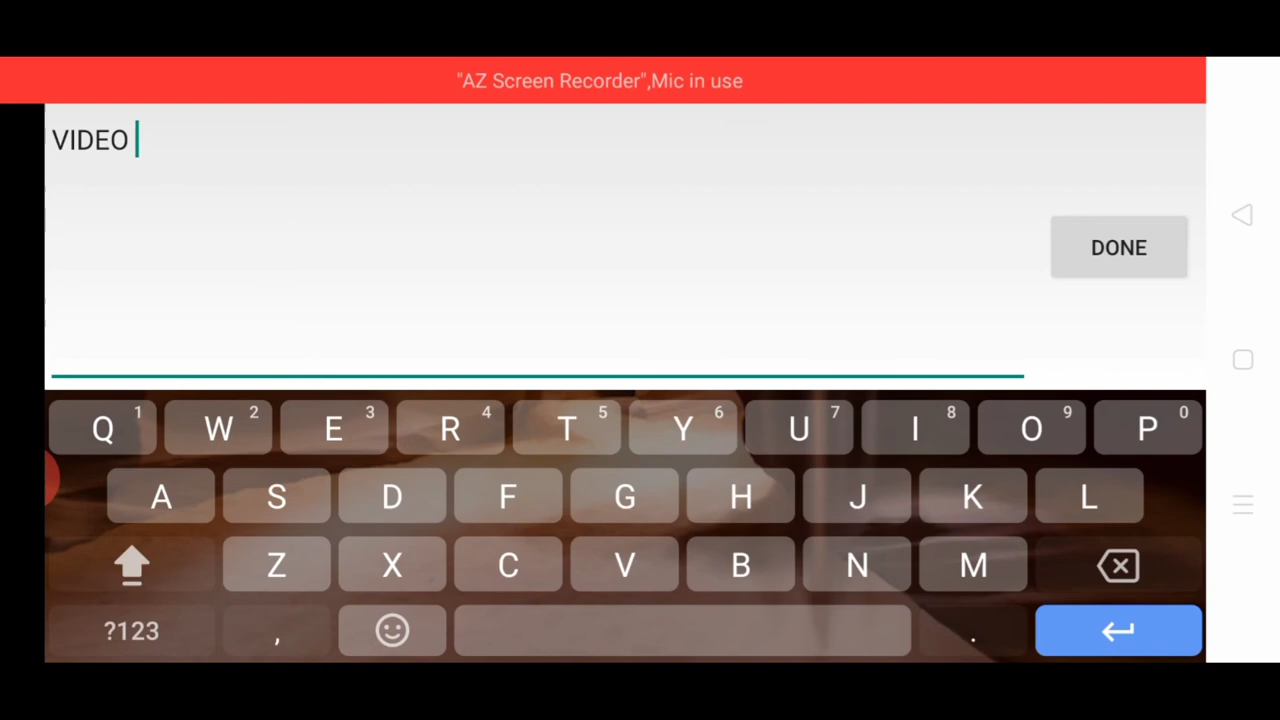 "AZ Screen Recorder",Mic in use
VIDEO
DONE
Q 1 W 2 E 3 R 4 T 5 Y 6 U 7 I 8 O 9 P 0
A S D F G H J K L
Z X C V B N M
?123 , .